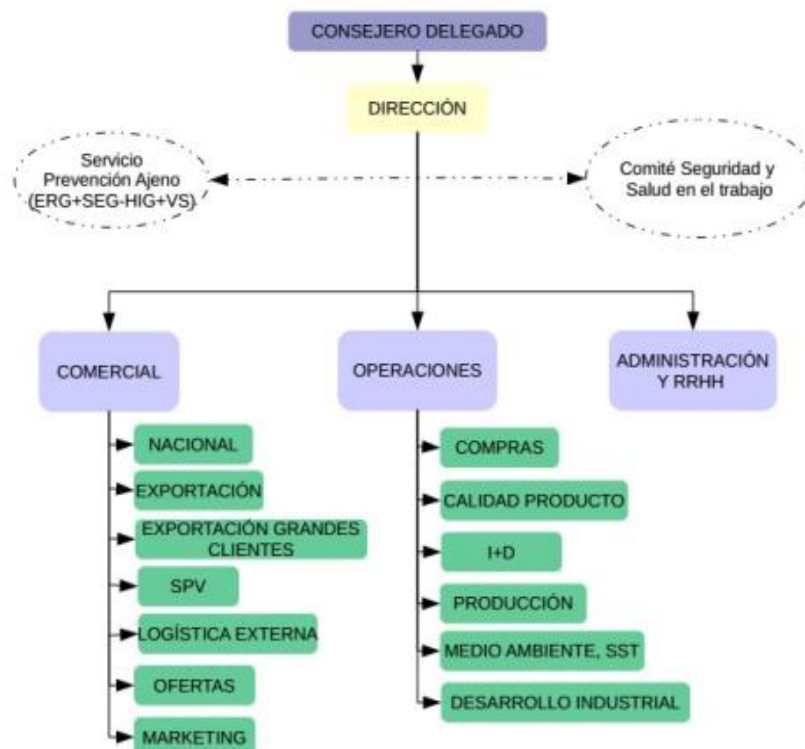 CONSEJERO DELEGADO
DIRECCIÓN
Servicio
Prevención Ajeno
(ERG+SEG-HIG+VS)
Comité Seguridad y
Salud en el trabajo
COMERCIAL
OPERACIONES
ADMINISTRACIÓN
Y RRHH
NACIONAL
EXPORTACIÓN
EXPORTACIÓN GRANDES
CLIENTES
SPV
LOGÍSTICA EXTERNA
OFERTAS
MARKETING
COMPRAS
CALIDAD PRODUCTO
I+D
PRODUCCIÓN
MEDIO AMBIENTE, SST
DESARROLLO INDUSTRIAL